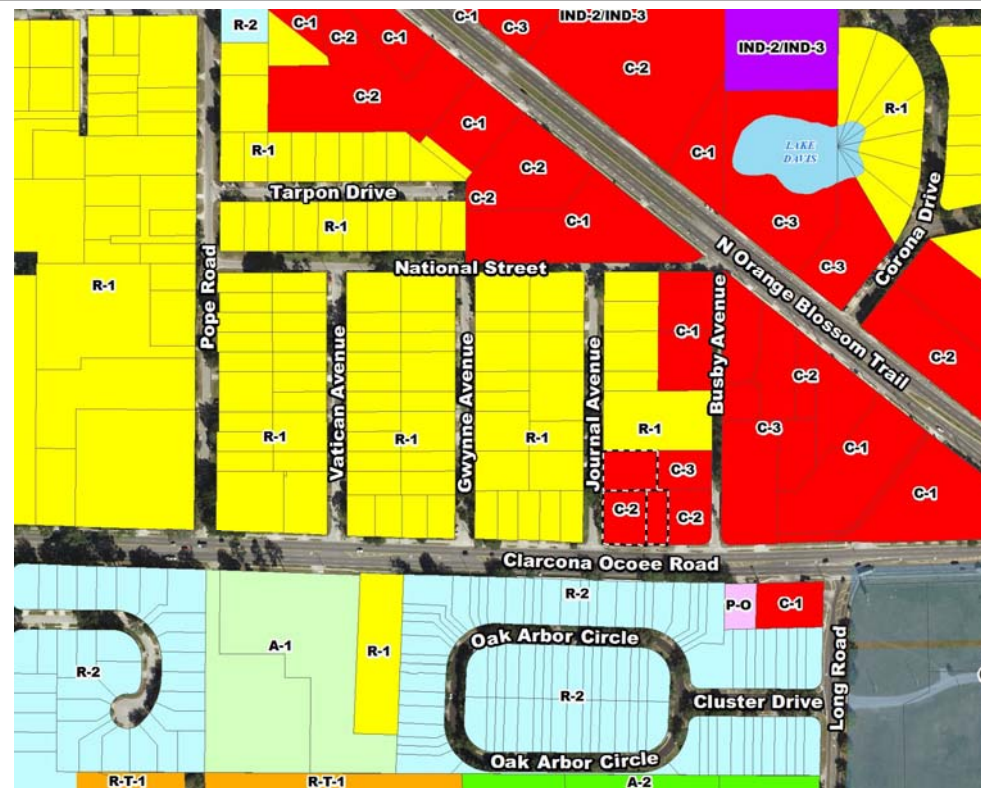 C-1
C-3
IND-2/IND-3
R-2
C-1
C-2
C-1
IND-2/IND-3
C-2
C-2
R-1
C-1
LAKE
DAVIS
R-1
C-1
C-2
Tarpon Drive
C-2
C-1
C-3
R-1
N Orange Blossom Trail
Corona Drive
National Street
C-3
R-1
Pope Road
Vatican Avenue
Gwynne Avenue
Journal Avenue
C-1
Busby Avenue
C-2
C-2
R-1
R-1
R-1
R-1
C-3
C-1
C-3
C-2
C-2
C-1
Clarcona Ocoee Road
R-2
P-O
C-1
A-1
R-1
Oak Arbor Circle
Long Road
R-2
R-2
Cluster Drive
Oak Arbor Circle
R-T-1
R-T-1
A-2